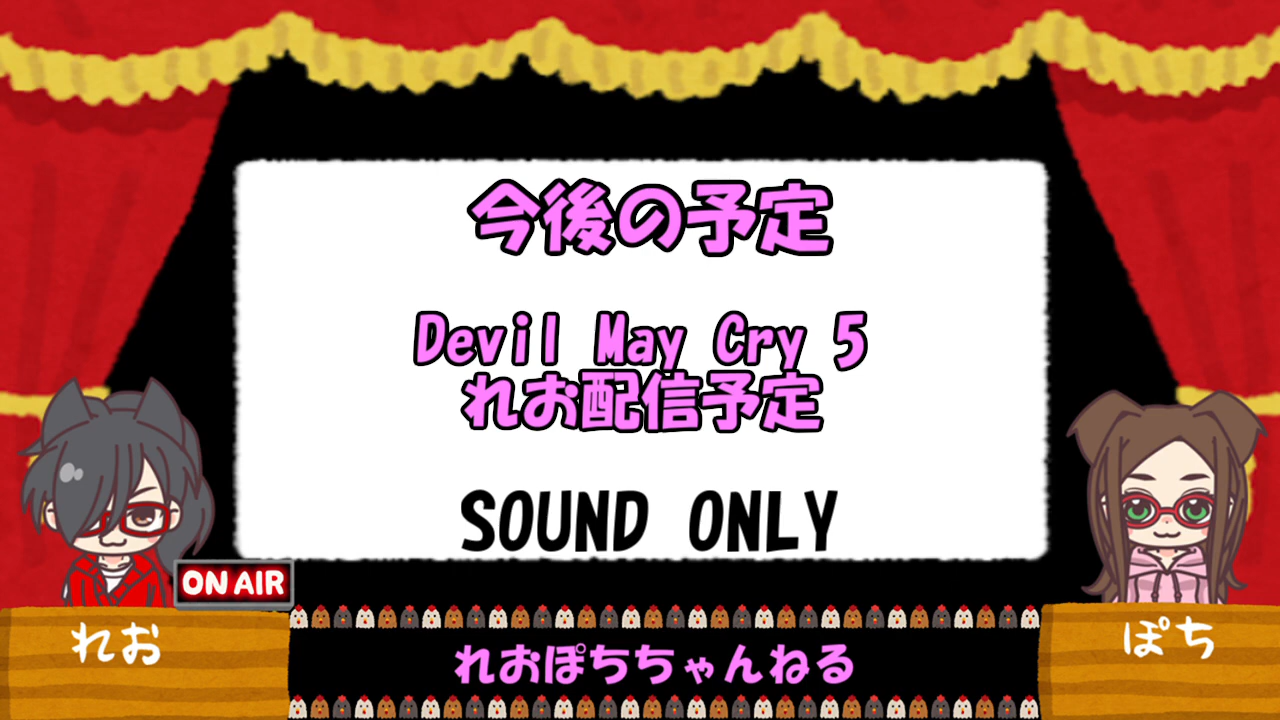 今後の予定
Devil May Cry 5
れお配信予定
SOUND ONLY
ON AIR
れお
ぽち
れおぽちちゃんねる